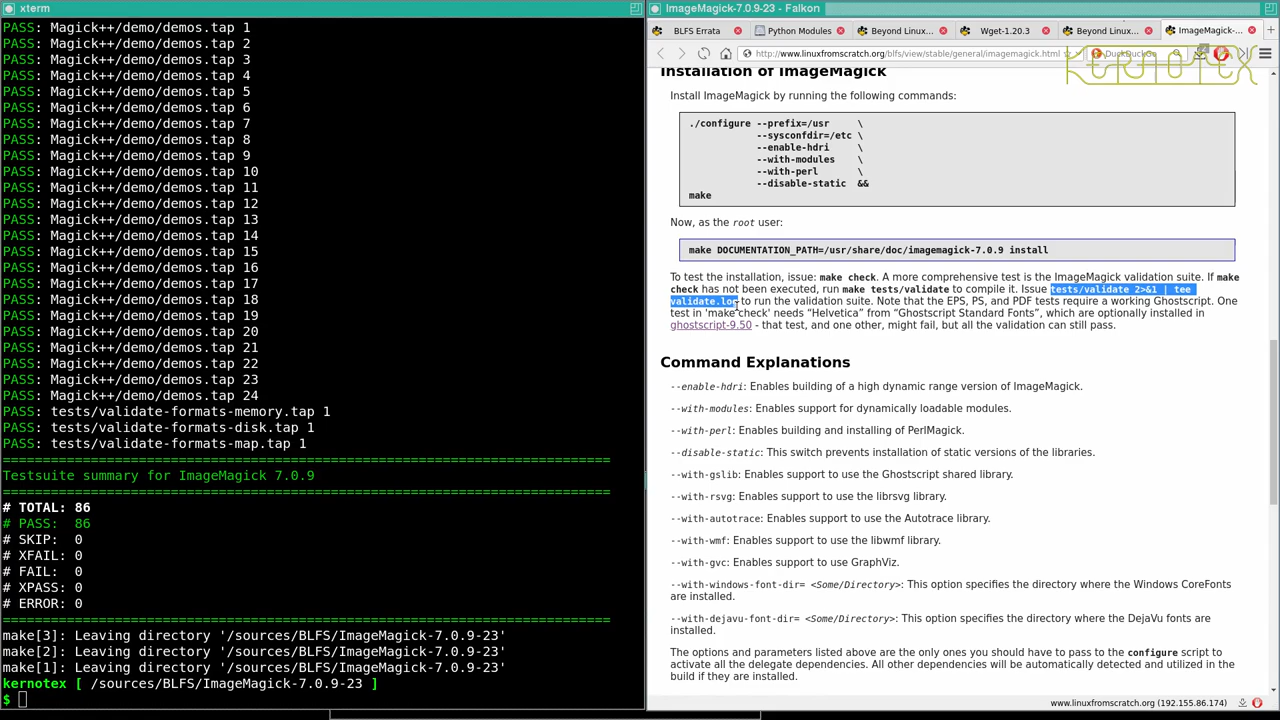 xterm
PASS: Magick++/demo/demos.tap 1
PASS: Magick++/demo/demos.tap 2
PASS: Magick++/demo/demos.tap 3
PASS: Magick++/demo/demos.tap 4
PASS: Magick++/demo/demos.tap 5
PASS: Magick++/demo/demos.tap 6
PASS: Magick++/demo/demos.tap 7
PASS: Magick++/demo/demos.tap 8
PASS: Magick++/demo/demos.tap 9
PASS: Magick++/demo/demos.tap 10
PASS: Magick++/demo/demos.tap 11
PASS: Magick++/demo/demos.tap 12
PASS: Magick++/demo/demos.tap 13
PASS: Magick++/demo/demos.tap 14
PASS: Magick++/demo/demos.tap 15
PASS: Magick++/demo/demos.tap 16
PASS: Magick++/demo/demos.tap 17
PASS: Magick++/demo/demos.tap 18
PASS: Magick++/demo/demos.tap 19
PASS: Magick++/demo/demos.tap 20
PASS: Magick++/demo/demos.tap 21
PASS: Magick++/demo/demos.tap 22
PASS: Magick++/demo/demos.tap 23
PASS: Magick++/demo/demos.tap 24
PASS: tests/validate-formats-memory.tap 1
PASS: tests/validate-formats-disk.tap 1
PASS: tests/validate-formats-map.tap 1
============================================================================
Testsuite summary for ImageMagick 7.0.9
============================================================================
# TOTAL: 86
# PASS:  86
# SKIP:  0
# XFAIL: 0
# FAIL:  0
# XPASS: 0
# ERROR: 0
============================================================================
make[3]: Leaving directory '/sources/BLFS/ImageMagick-7.0.9-23'
make[2]: Leaving directory '/sources/BLFS/ImageMagick-7.0.9-23'
make[1]: Leaving directory '/sources/BLFS/ImageMagick-7.0.9-23'
kernotex [ /sources/BLFS/ImageMagick-7.0.9-23 ]
$
ImageMagick-7.0.9-23 - Falkon
BLFS Errata Python Modules Beyond Linux... Wget-1.20.3 Beyond Linux... ImageMagick-...
http://www.linuxfromscratch.org/blfs/view/stable/general/imagemagick.html DuckDuckGo
KERNOTEX
Installation of ImageMagick
Install ImageMagick by running the following commands:
./configure --prefix=/usr     \
--sysconfdir=/etc \
--enable-hdri     \
--with-modules    \
--with-perl       \
--disable-static  &&
make
Now, as the root user:
make DOCUMENTATION_PATH=/usr/share/doc/imagemagick-7.0.9 install
To test the installation, issue: make check. A more comprehensive test is the ImageMagick validation suite. If make
check has not been executed, run make tests/validate to compile it. Issue tests/validate 2>&1 | tee
validate.log to run the validation suite. Note that the EPS, PS, and PDF tests require a working Ghostscript. One
test in 'make check' needs “Helvetica” from “Ghostscript Standard Fonts”, which are optionally installed in
ghostscript-9.50 - that test, and one other, might fail, but all the validation can still pass.
Command Explanations
--enable-hdri: Enables building of a high dynamic range version of ImageMagick.
--with-modules: Enables support for dynamically loadable modules.
--with-perl: Enables building and installing of PerlMagick.
--disable-static: This switch prevents installation of static versions of the libraries.
--with-gslib: Enables support to use the Ghostscript shared library.
--with-rsvg: Enables support to use the librsvg library.
--with-autotrace: Enables support to use the Autotrace library.
--with-wmf: Enables support to use the libwmf library.
--with-gvc: Enables support to use GraphViz.
--with-windows-font-dir= <Some/Directory>: This option specifies the directory where the Windows CoreFonts
are installed.
--with-dejavu-font-dir= <Some/Directory>: This option specifies the directory where the DejaVu fonts are
installed.
The options and parameters listed above are the only ones you should have to pass to the configure script to
activate all the delegate dependencies. All other dependencies will be automatically detected and utilized in the
build if they are installed.
www.linuxfromscratch.org (192.155.86.174)